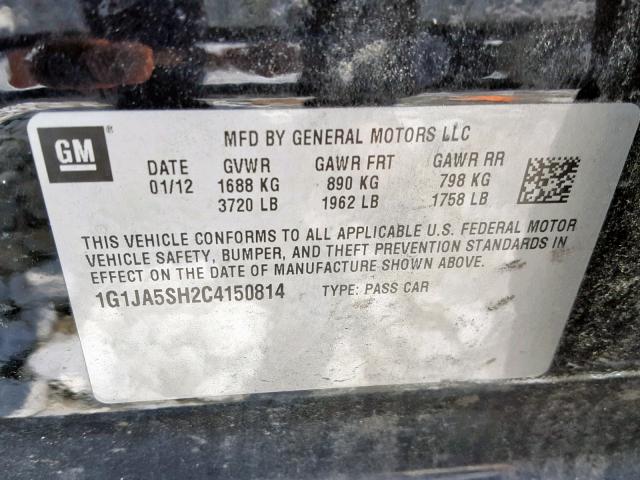 GM®
MFD BY GENERAL MOTORS LLC
DATE GVWR GAWR FRT GAWR RR
01/12 1688 KG 890 KG 798 KG
3720 LB 1962 LB 1758 LB
THIS VEHICLE CONFORMS TO ALL APPLICABLE U.S. FEDERAL MOTOR
VEHICLE SAFETY, BUMPER, AND THEFT PREVENTION STANDARDS IN
EFFECT ON THE DATE OF MANUFACTURE SHOWN ABOVE.
1G1JA5SH2C4150814 TYPE: PASS CAR